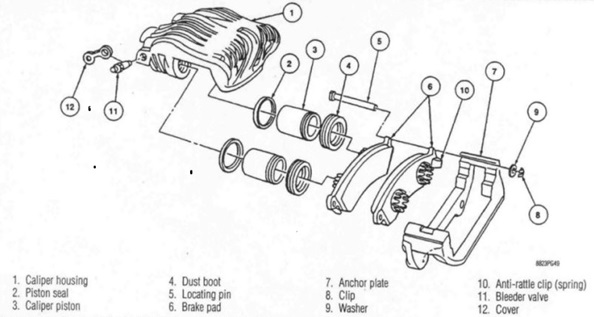 1
5
3
4
2
6
10
7
9
12
11
8
8823PG49
1. Caliper housing
2. Piston seal
3. Caliper piston
4. Dust boot
5. Locating pin
6. Brake pad
7. Anchor plate
8. Clip
9. Washer
10. Anti-rattle clip (spring)
11. Bleeder valve
12. Cover